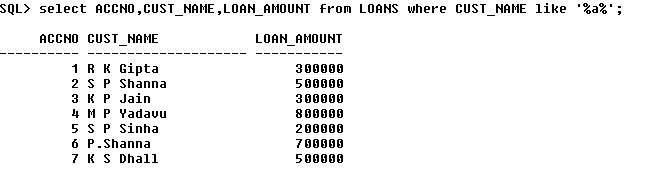 SQL> select ACCNO,CUST_NAME,LOAN_AMOUNT from LOANS where CUST_NAME like '%a%';
ACCNO CUST_NAME LOAN_AMOUNT
---------- -------------------- -----------
1 R K Gipta 300000
2 S P Shanna 500000
3 K P Jain 300000
4 M P Yadavu 800000
5 S P Sinha 200000
6 P.Shanna 700000
7 K S Dhall 500000